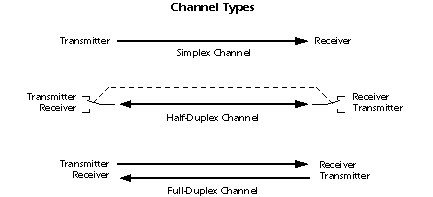 Channel Types
Transmitter Receiver
Simplex Channel
Transmitter Receiver
Receiver Transmitter
Half-Duplex Channel
Transmitter Receiver
Receiver Transmitter
Full-Duplex Channel